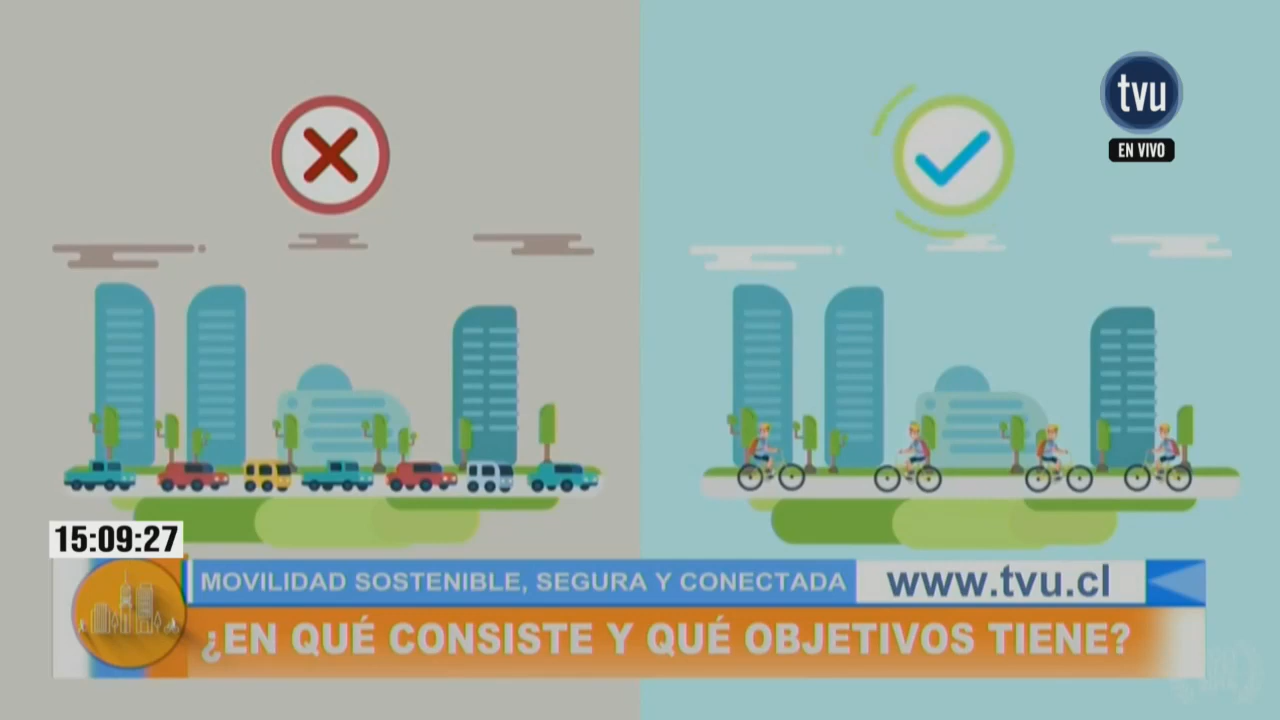 tvu
EN VIVO
15:09:27
MOVILIDAD SOSTENIBLE, SEGURA Y CONECTADA
www.tvu.cl
¿EN QUÉ CONSISTE Y QUÉ OBJETIVOS TIENE?